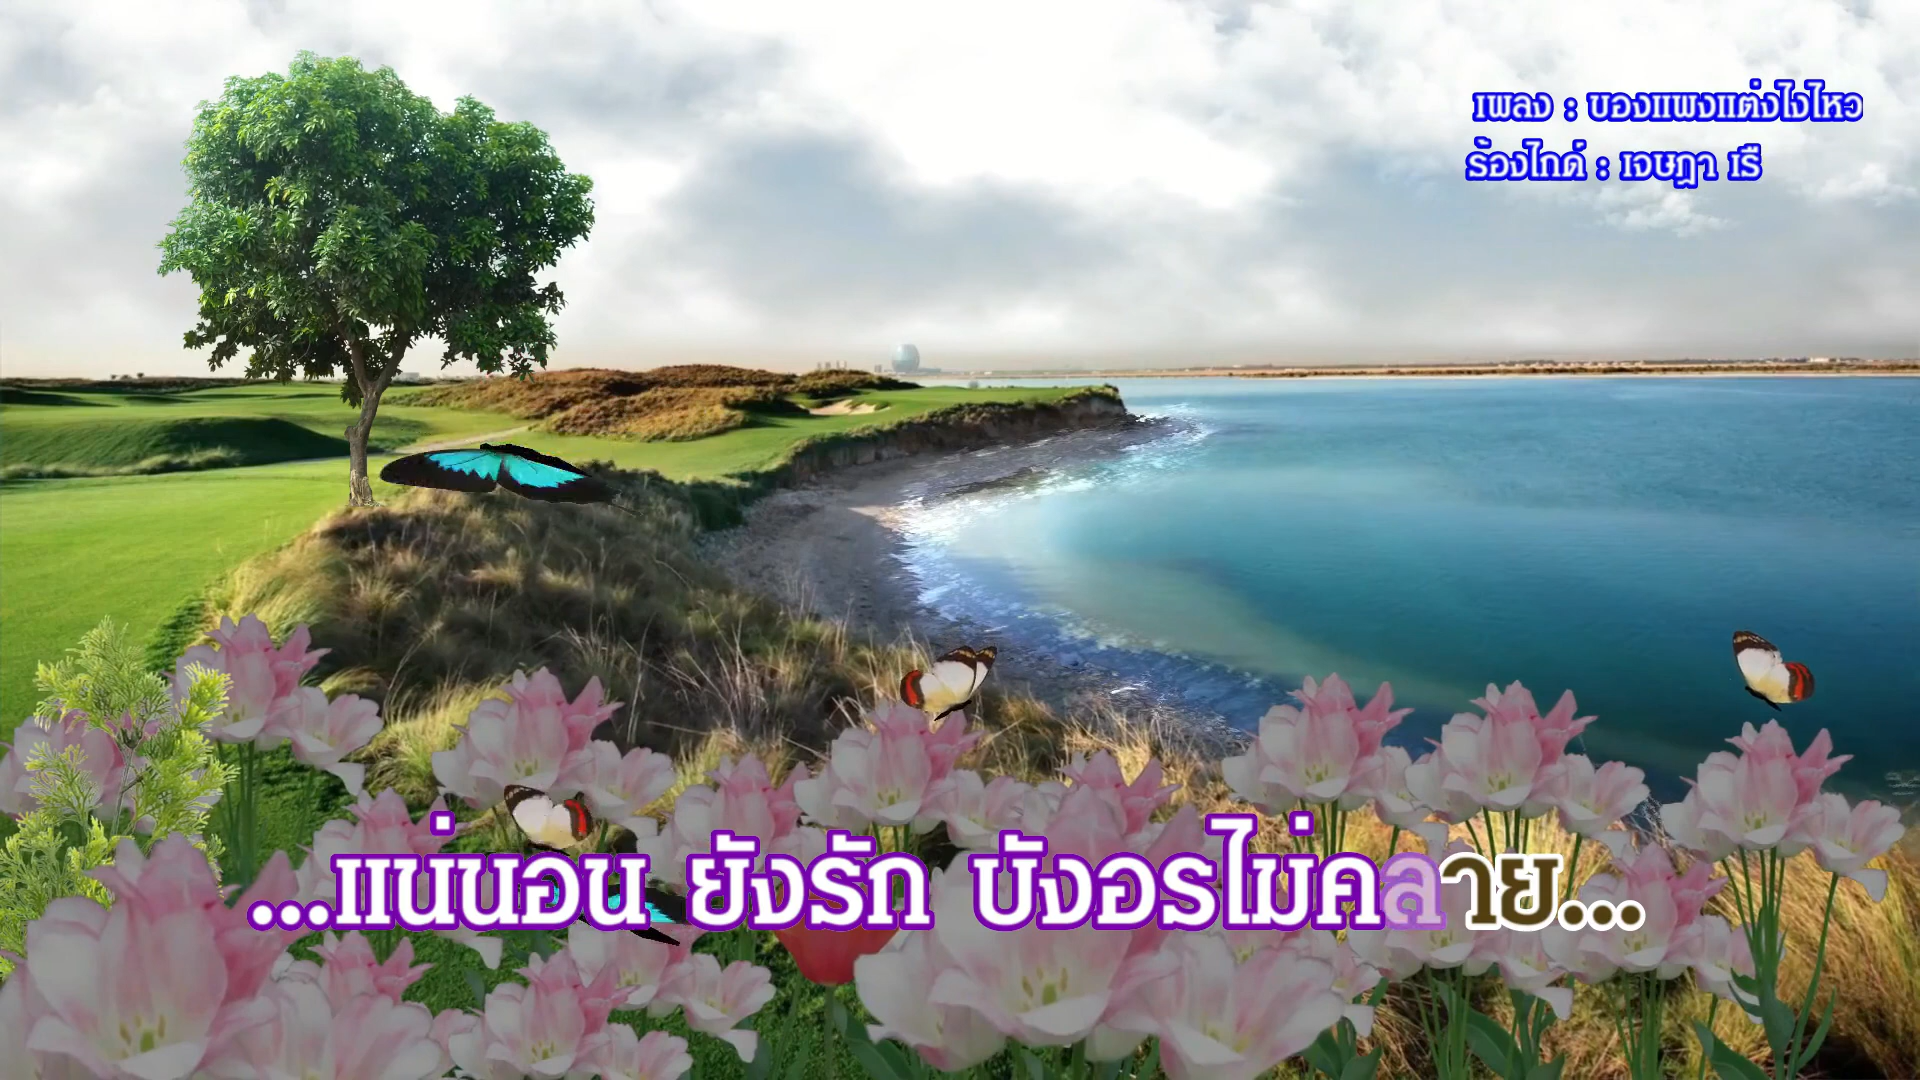 เพลง : ของแพงแต่งไงไหว
ร้องไกด์ : เจษฎา เรื
...แน่นอน ยังรัก บังอรไม่คลาย...